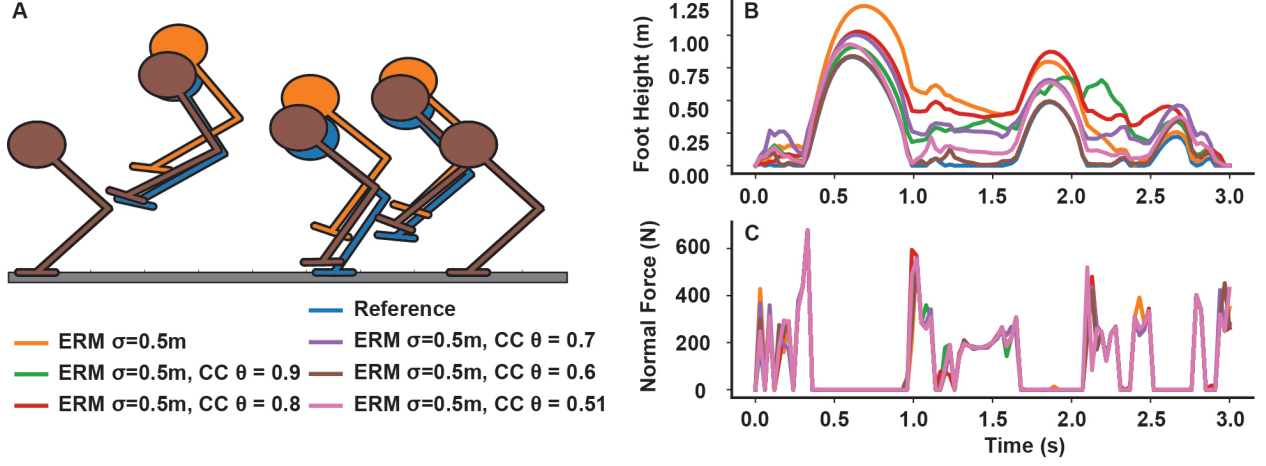 A
Reference
ERM σ=0.5m
ERM σ=0.5m, CC θ = 0.7
ERM σ=0.5m, CC θ = 0.9
ERM σ=0.5m, CC θ = 0.6
ERM σ=0.5m, CC θ = 0.8
ERM σ=0.5m, CC θ = 0.51
B
Foot Height (m)
1.25
1.00
0.75
0.50
0.25
0.00
0.0 0.5 1.0 1.5 2.0 2.5 3.0
C
Normal Force (N)
600
400
200
0
0.0 0.5 1.0 1.5 2.0 2.5 3.0
Time (s)